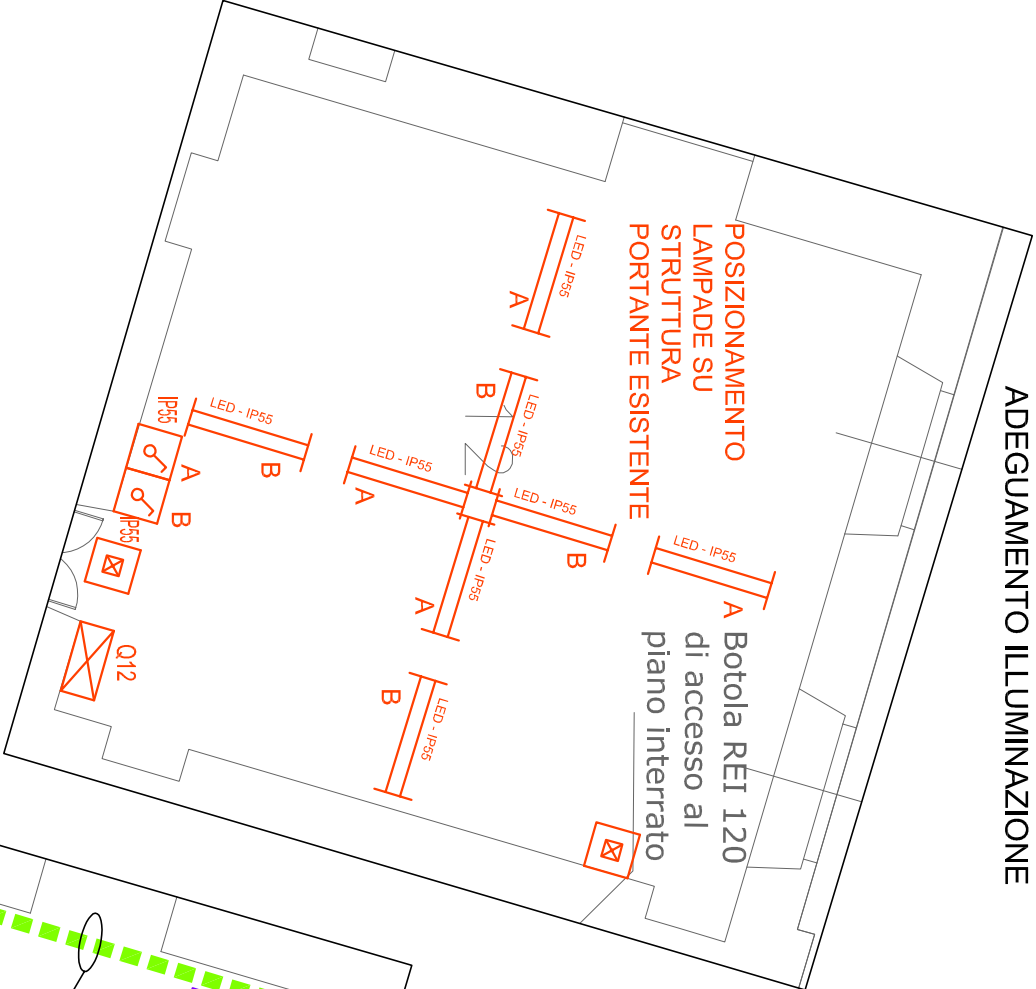 ADEGUAMENTO ILLUMINAZIONE
POSIZIONAMENTO
LAMPADE SU
STRUTTURA
PORTANTE ESISTENTE
LED - IP55
A
LED - IP55
B
LED - IP55
B
LED - IP55
A
LED - IP55
B
LED - IP55
A
LED - IP55
A
LED - IP55
B
IP55
A
B
IP55
Q12
Botola REI 120
di accesso al
piano interrato